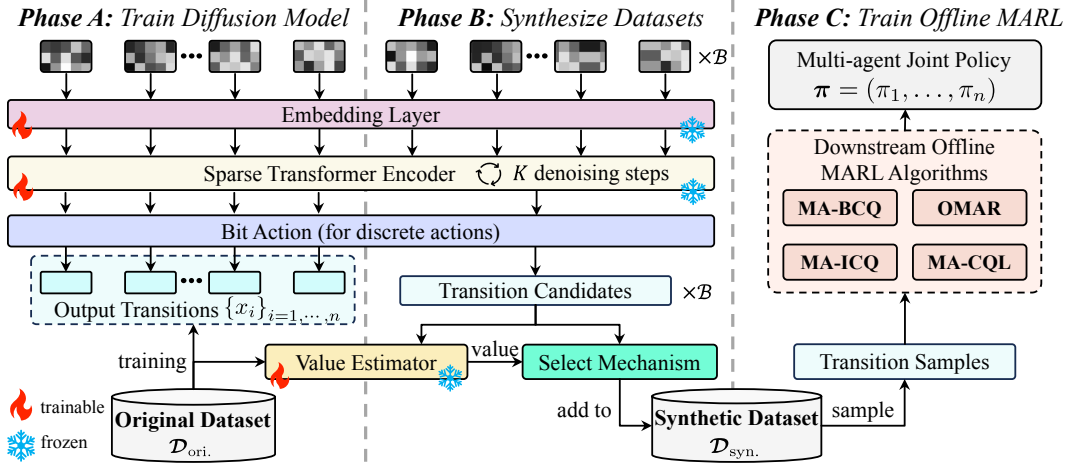 Phase A: Train Diffusion Model
Phase B: Synthesize Datasets
Phase C: Train Offline MARL
×B
Multi-agent Joint Policy
π = (π₁, . . . , πₙ)
Embedding Layer
Sparse Transformer Encoder
K denoising steps
Bit Action (for discrete actions)
Downstream Offline
MARL Algorithms
MA-BCQ
OMAR
MA-ICQ
MA-CQL
Output Transitions {xᵢ}ᵢ₌₁,...,ₙ
Transition Candidates
×B
training
Value Estimator
value
Select Mechanism
Transition Samples
trainable
frozen
Original Dataset
D_ori.
add to
Synthetic Dataset
D_syn.
sample